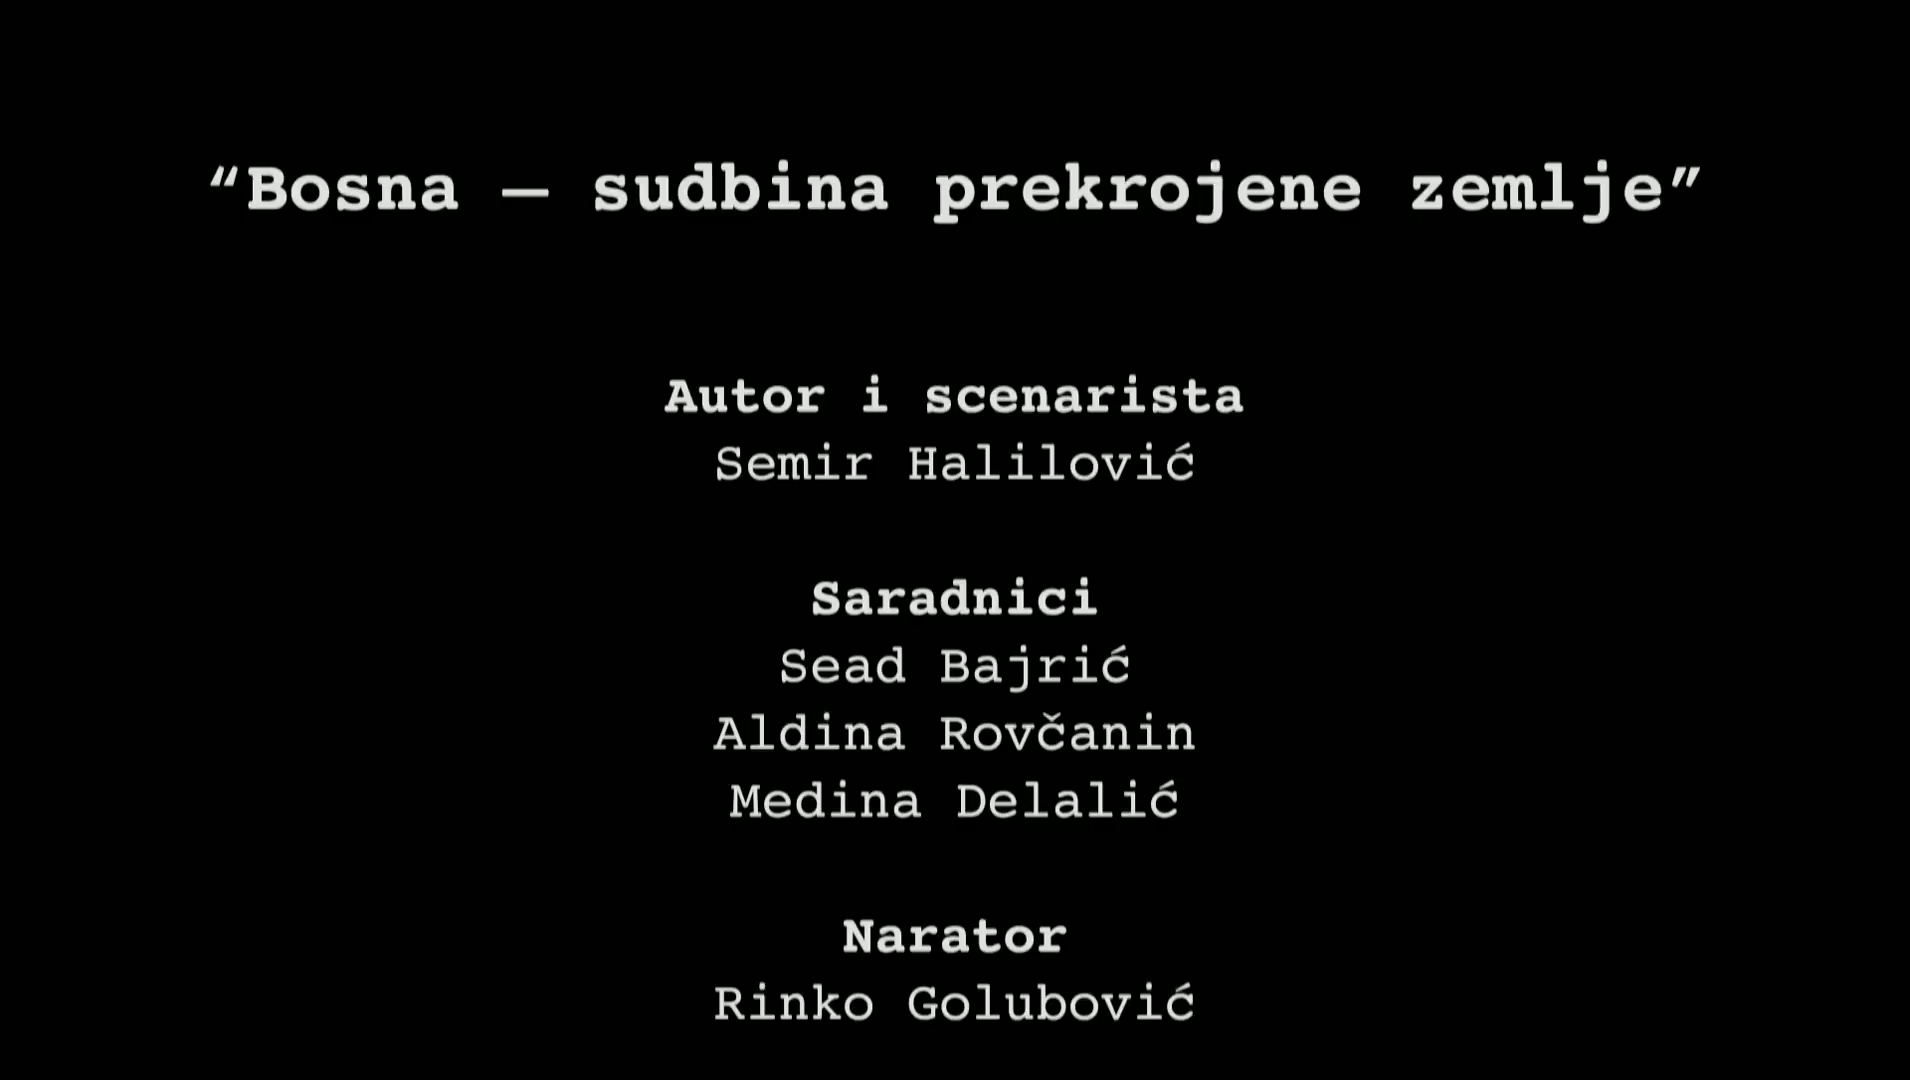 “Bosna — sudbina prekrojene zemlje”
Autor i scenarista
Semir Halilović
Saradnici
Sead Bajrić
Aldina Rovčanin
Medina Delalić
Narator
Rinko Golubović